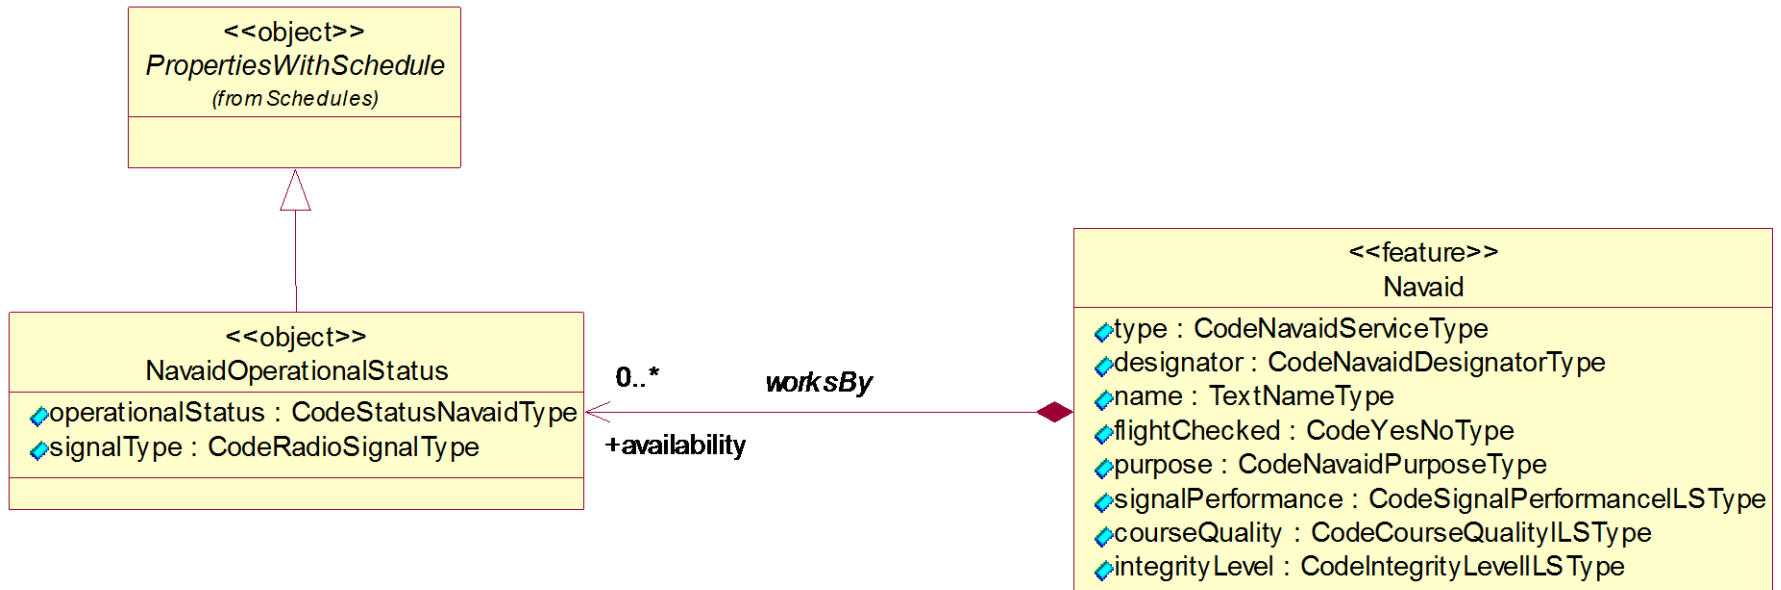 <<object>>
PropertiesWithSchedule
(from Schedules)
<<object>>
NavaidOperationalStatus
operationalStatus : CodeStatusNavaidType
signalType : CodeRadioSignalType
0..*
worksBy
+availability
<<feature>>
Navaid
type : CodeNavaidServiceType
designator : CodeNavaidDesignatorType
name : TextNameType
flightChecked : CodeYesNoType
purpose : CodeNavaidPurposeType
signalPerformance : CodeSignalPerformanceILSType
courseQuality : CodeCourseQualityILSType
integrityLevel : CodeIntegrityLevelILSType